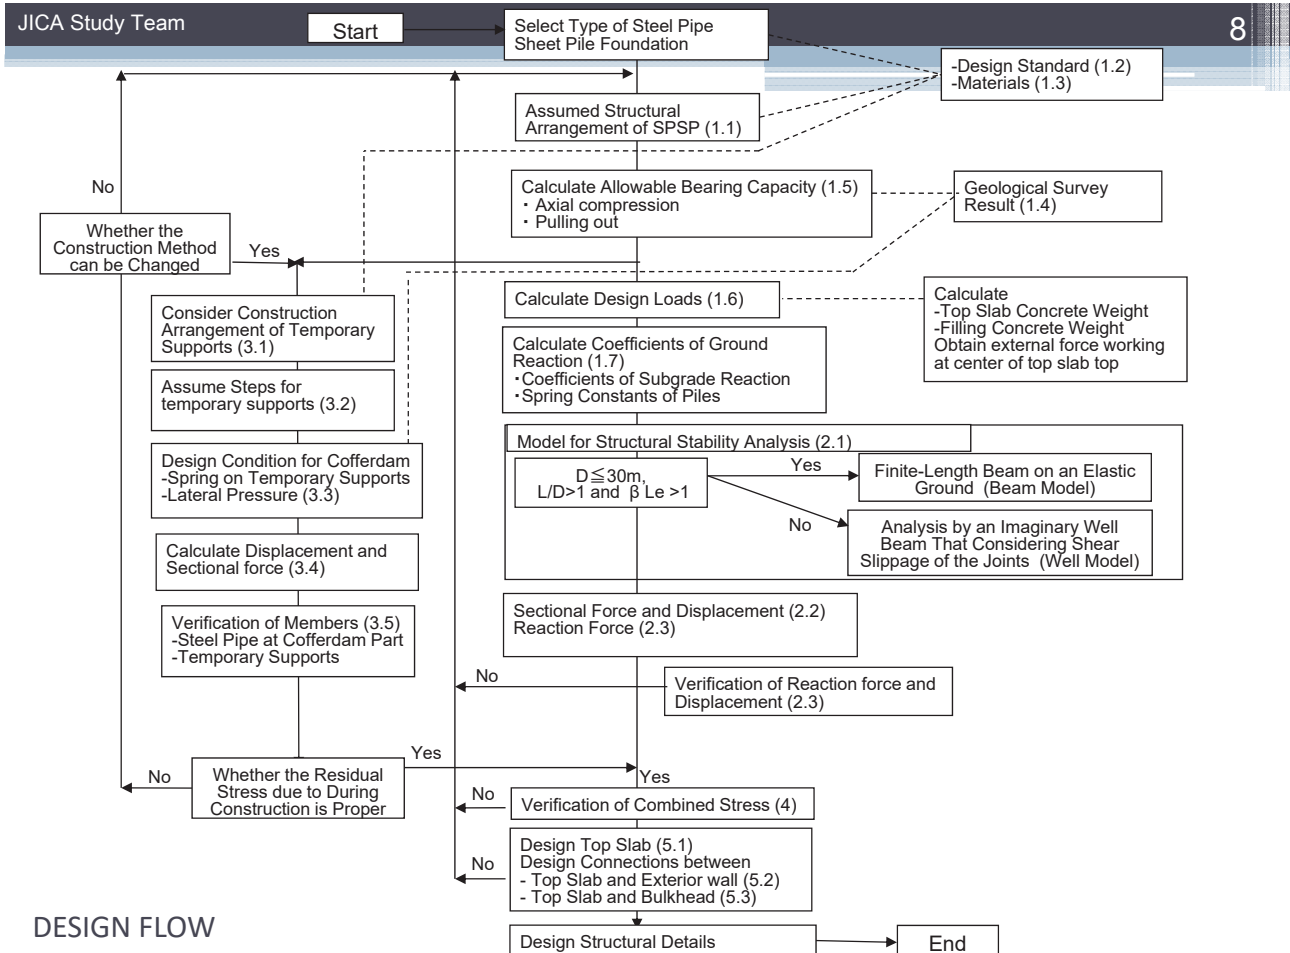 JICA Study Team
8
Start
Select Type of Steel Pipe
Sheet Pile Foundation
-Design Standard (1.2)
-Materials (1.3)
Assumed Structural
Arrangement of SPSP (1.1)
No
Calculate Allowable Bearing Capacity (1.5)
・Axial compression
・Pulling out
Geological Survey
Result (1.4)
Whether the
Construction Method
can be Changed
Yes
Calculate Design Loads (1.6)
Calculate
-Top Slab Concrete Weight
-Filling Concrete Weight
Obtain external force working
at center of top slab top
Consider Construction
Arrangement of Temporary
Supports (3.1)
Calculate Coefficients of Ground
Reaction (1.7)
・Coefficients of Subgrade Reaction
・Spring Constants of Piles
Assume Steps for
temporary supports (3.2)
Model for Structural Stability Analysis (2.1)
D≦30m,
L/D>1 and β Le >1
Yes
Finite-Length Beam on an Elastic
Ground (Beam Model)
No
Analysis by an Imaginary Well
Beam That Considering Shear
Slippage of the Joints (Well Model)
Design Condition for Cofferdam
-Spring on Temporary Supports
-Lateral Pressure (3.3)
Calculate Displacement and
Sectional force (3.4)
Sectional Force and Displacement (2.2)
Reaction Force (2.3)
Verification of Members (3.5)
-Steel Pipe at Cofferdam Part
-Temporary Supports
No
Verification of Reaction force and
Displacement (2.3)
Yes
Yes
No
Whether the Residual
Stress due to During
Construction is Proper
No
Verification of Combined Stress (4)
No
Design Top Slab (5.1)
Design Connections between
- Top Slab and Exterior wall (5.2)
- Top Slab and Bulkhead (5.3)
DESIGN FLOW
Design Structural Details
End